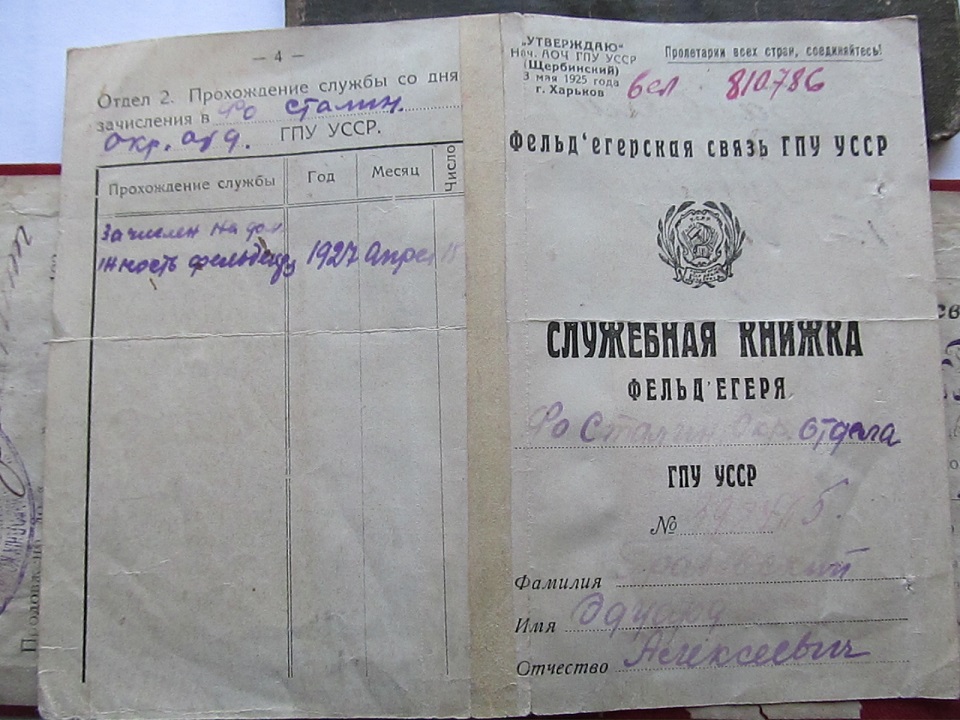 — 4 —
Отдел 2. Прохождение службы со дня
зачисления в Фо Сталин.
Окр. отд. ГПУ УССР.
Прохождение службы Год Месяц Число
Зачислен на дол
жность фельдегеря 1927 Апрел 15
„УТВЕРЖДАЮ“
Нач. АОЧ ГПУ УССР
(Щербинский)
3 мая 1925 года
г. Харьков
Пролетарии всех стран, соединяйтесь!
810786
Фельд'егерская связь ГПУ УССР
СЛУЖЕБНАЯ КНИЖКА
ФЕЛЬД'ЕГЕРЯ
Фо Сталин. Окр. отдела
ГПУ УССР
№
Фамилия
Имя Эдуард
Отчество Алексеевич